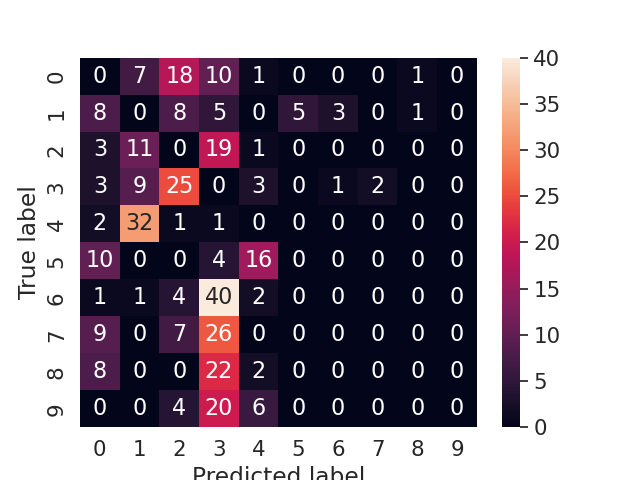 0 0 7 18 10 1 0 0 0 1 0
1 8 0 8 5 0 5 3 0 1 0
2 3 11 0 19 1 0 0 0 0 0
3 3 9 25 0 3 0 1 2 0 0
4 2 32 1 1 0 0 0 0 0 0
5 10 0 0 4 16 0 0 0 0 0
6 1 1 4 40 2 0 0 0 0 0
7 9 0 7 26 0 0 0 0 0 0
8 8 0 0 22 2 0 0 0 0 0
9 0 0 4 20 6 0 0 0 0 0
0 1 2 3 4 5 6 7 8 9
True label
Predicted label
40
35
30
25
20
15
10
5
0